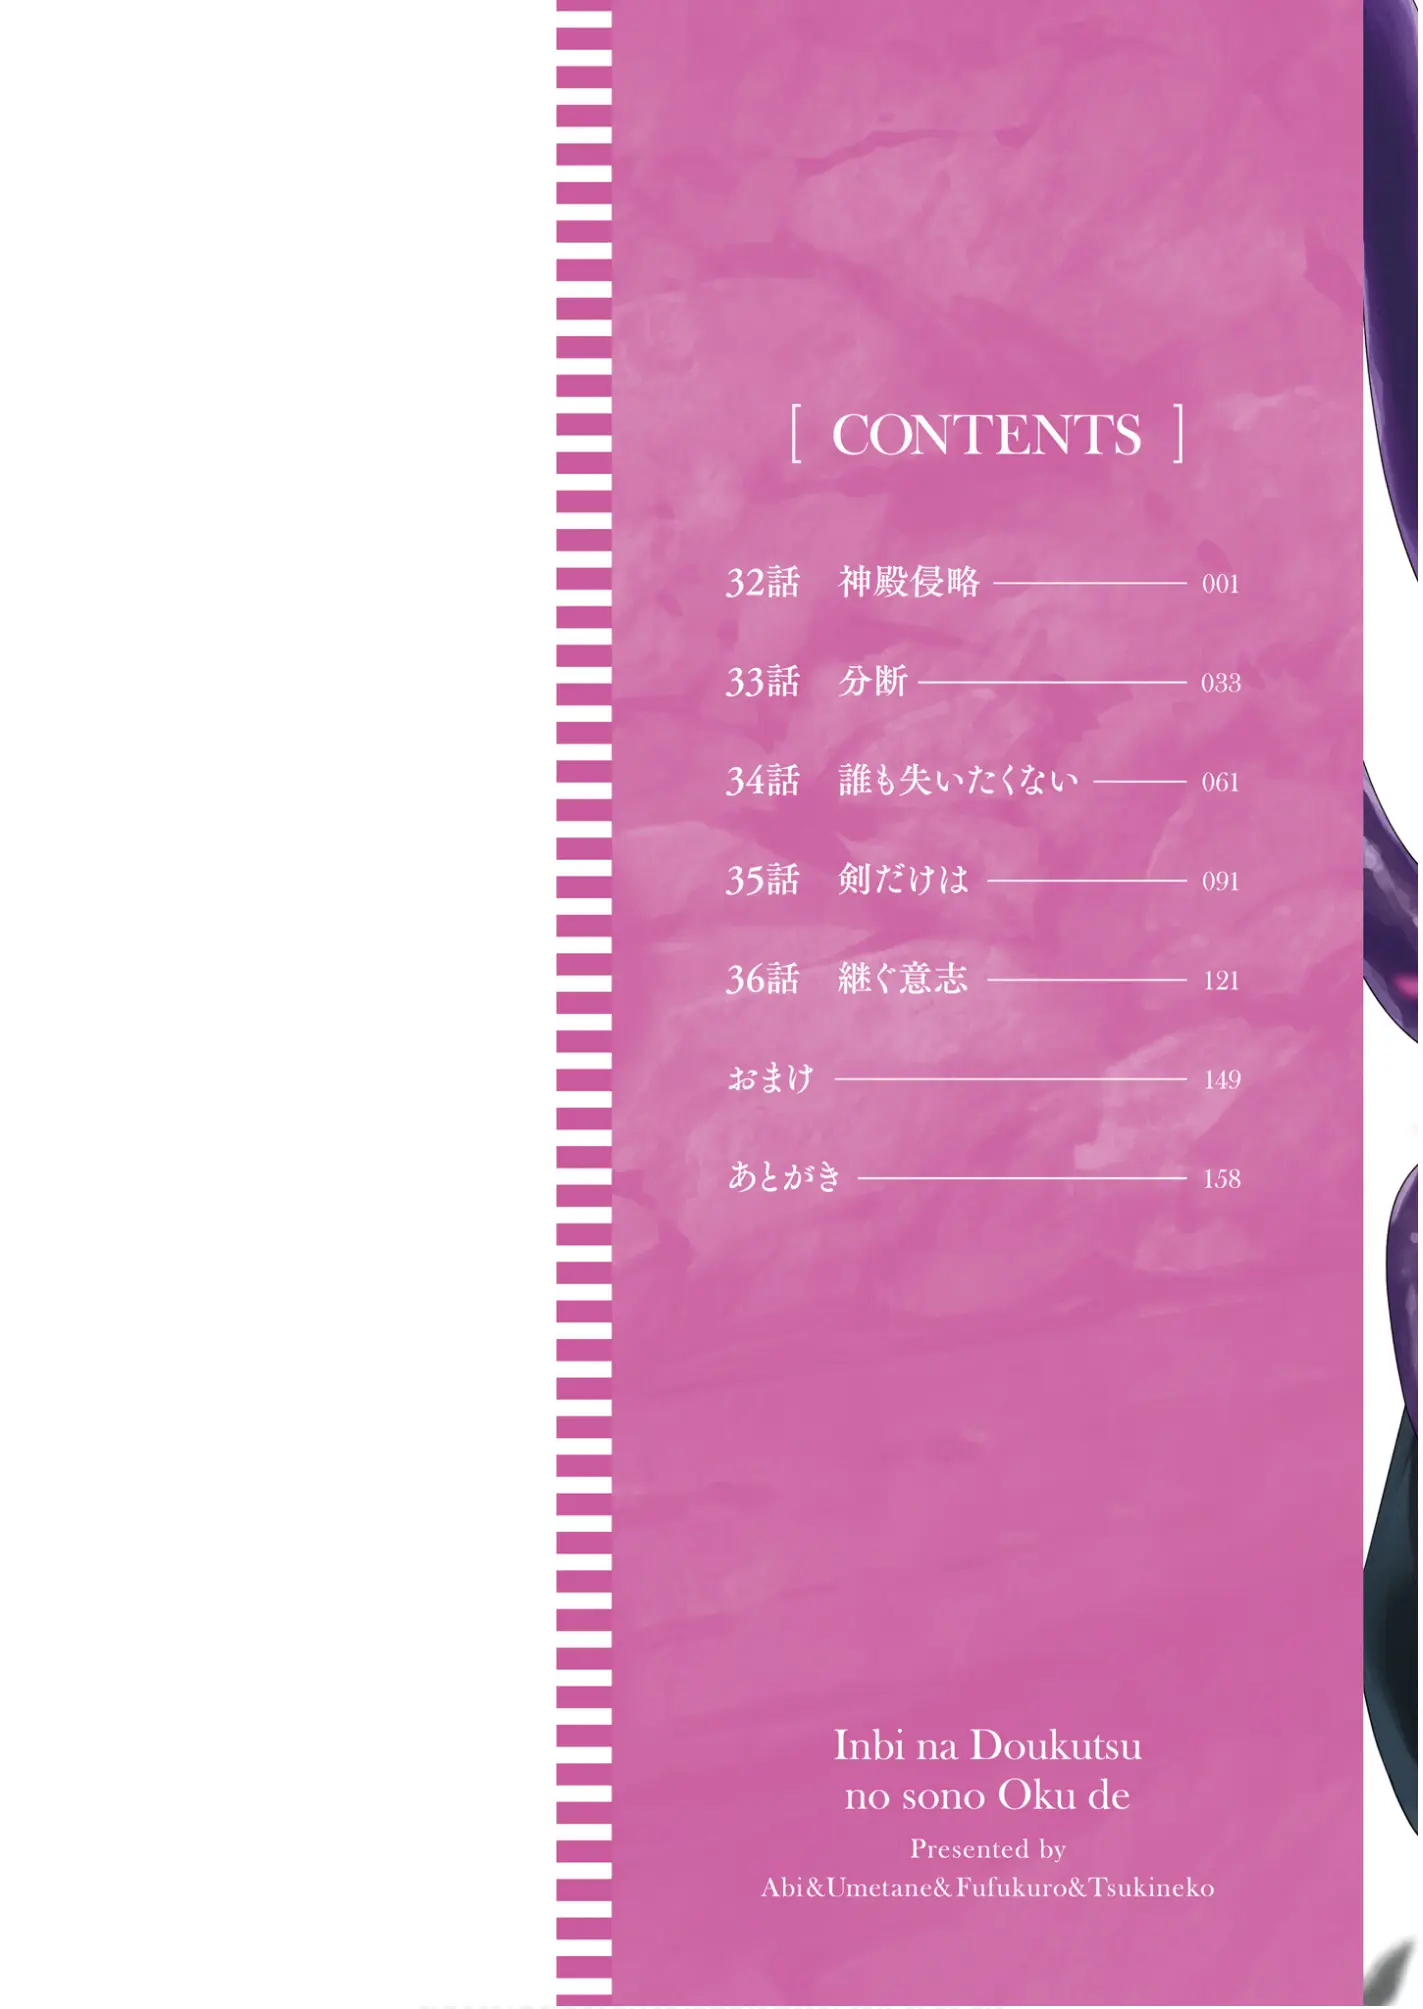 [ CONTENTS ]
32話 神殿侵略 001
33話 分断 033
34話 誰も失いたくない 061
35話 剣だけは 091
36話 継ぐ意志 121
おまけ 149
あとがき 158
Inbi na Doukutsu
no sono Oku de
Presented by
Abi&Umetane&Fufukuro&Tsukineko